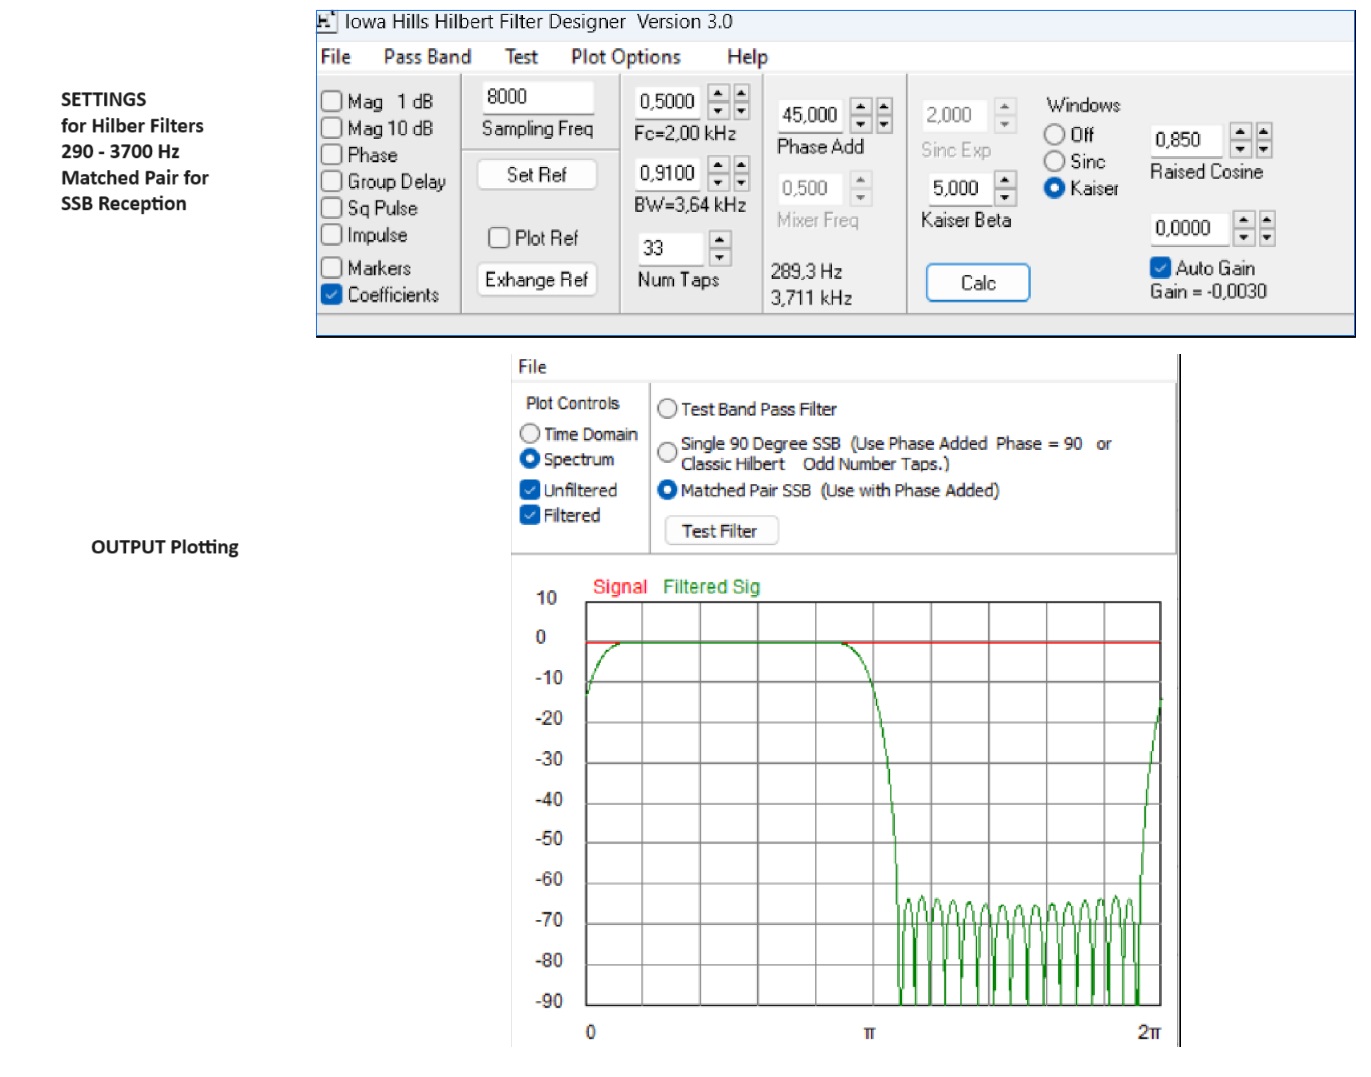 Iowa Hills Hilbert Filter Designer Version 3.0
File Pass Band Test Plot Options Help
SETTINGS
for Hilber Filters
290 - 3700 Hz
Matched Pair for
SSB Reception
Mag 1 dB
Mag 10 dB
Phase
Group Delay
Sq Pulse
Impulse
Markers
Coefficients
8000
Sampling Freq
Set Ref
Plot Ref
Exhange Ref
0,5000
Fc=2,00 kHz
0,9100
BW=3,64 kHz
33
Num Taps
45,000
Phase Add
0,500
Mixer Freq
289,3 Hz
3,711 kHz
2,000
Sinc Exp
5,000
Kaiser Beta
Calc
Windows
Off
Sinc
Kaiser
0,850
Raised Cosine
0,0000
Auto Gain
Gain = -0,0030
File
Plot Controls
Time Domain
Spectrum
Unfiltered
Filtered
Test Band Pass Filter
Single 90 Degree SSB (Use Phase Added Phase = 90 or
Classic Hilbert Odd Number Taps.)
Matched Pair SSB (Use with Phase Added)
Test Filter
OUTPUT Plotting
Signal Filtered Sig
10
0
-10
-20
-30
-40
-50
-60
-70
-80
-90
0 π 2π